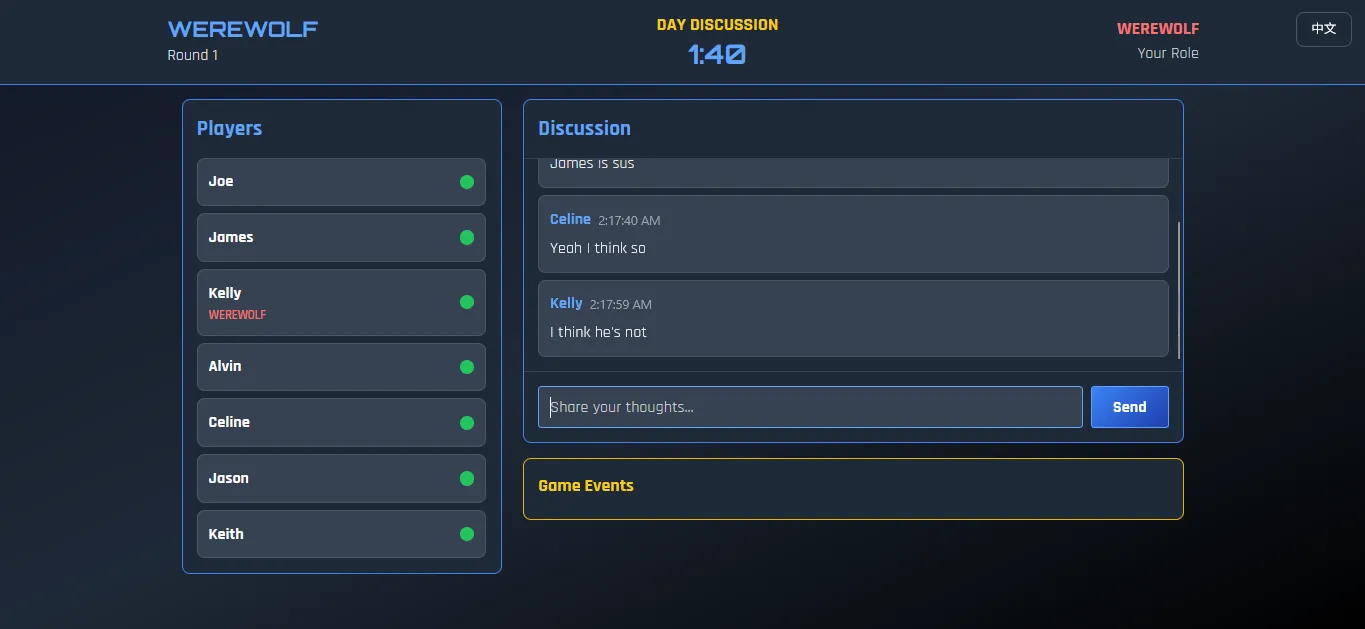 WEREWOLF
Round 1
DAY DISCUSSION
1:40
WEREWOLF
Your Role
中文
Players
Joe
James
Kelly
WEREWOLF
Alvin
Celine
Jason
Keith
Discussion
James is sus
Celine 2:17:40 AM
Yeah I think so
Kelly 2:17:59 AM
I think he's not
Share your thoughts...
Send
Game Events